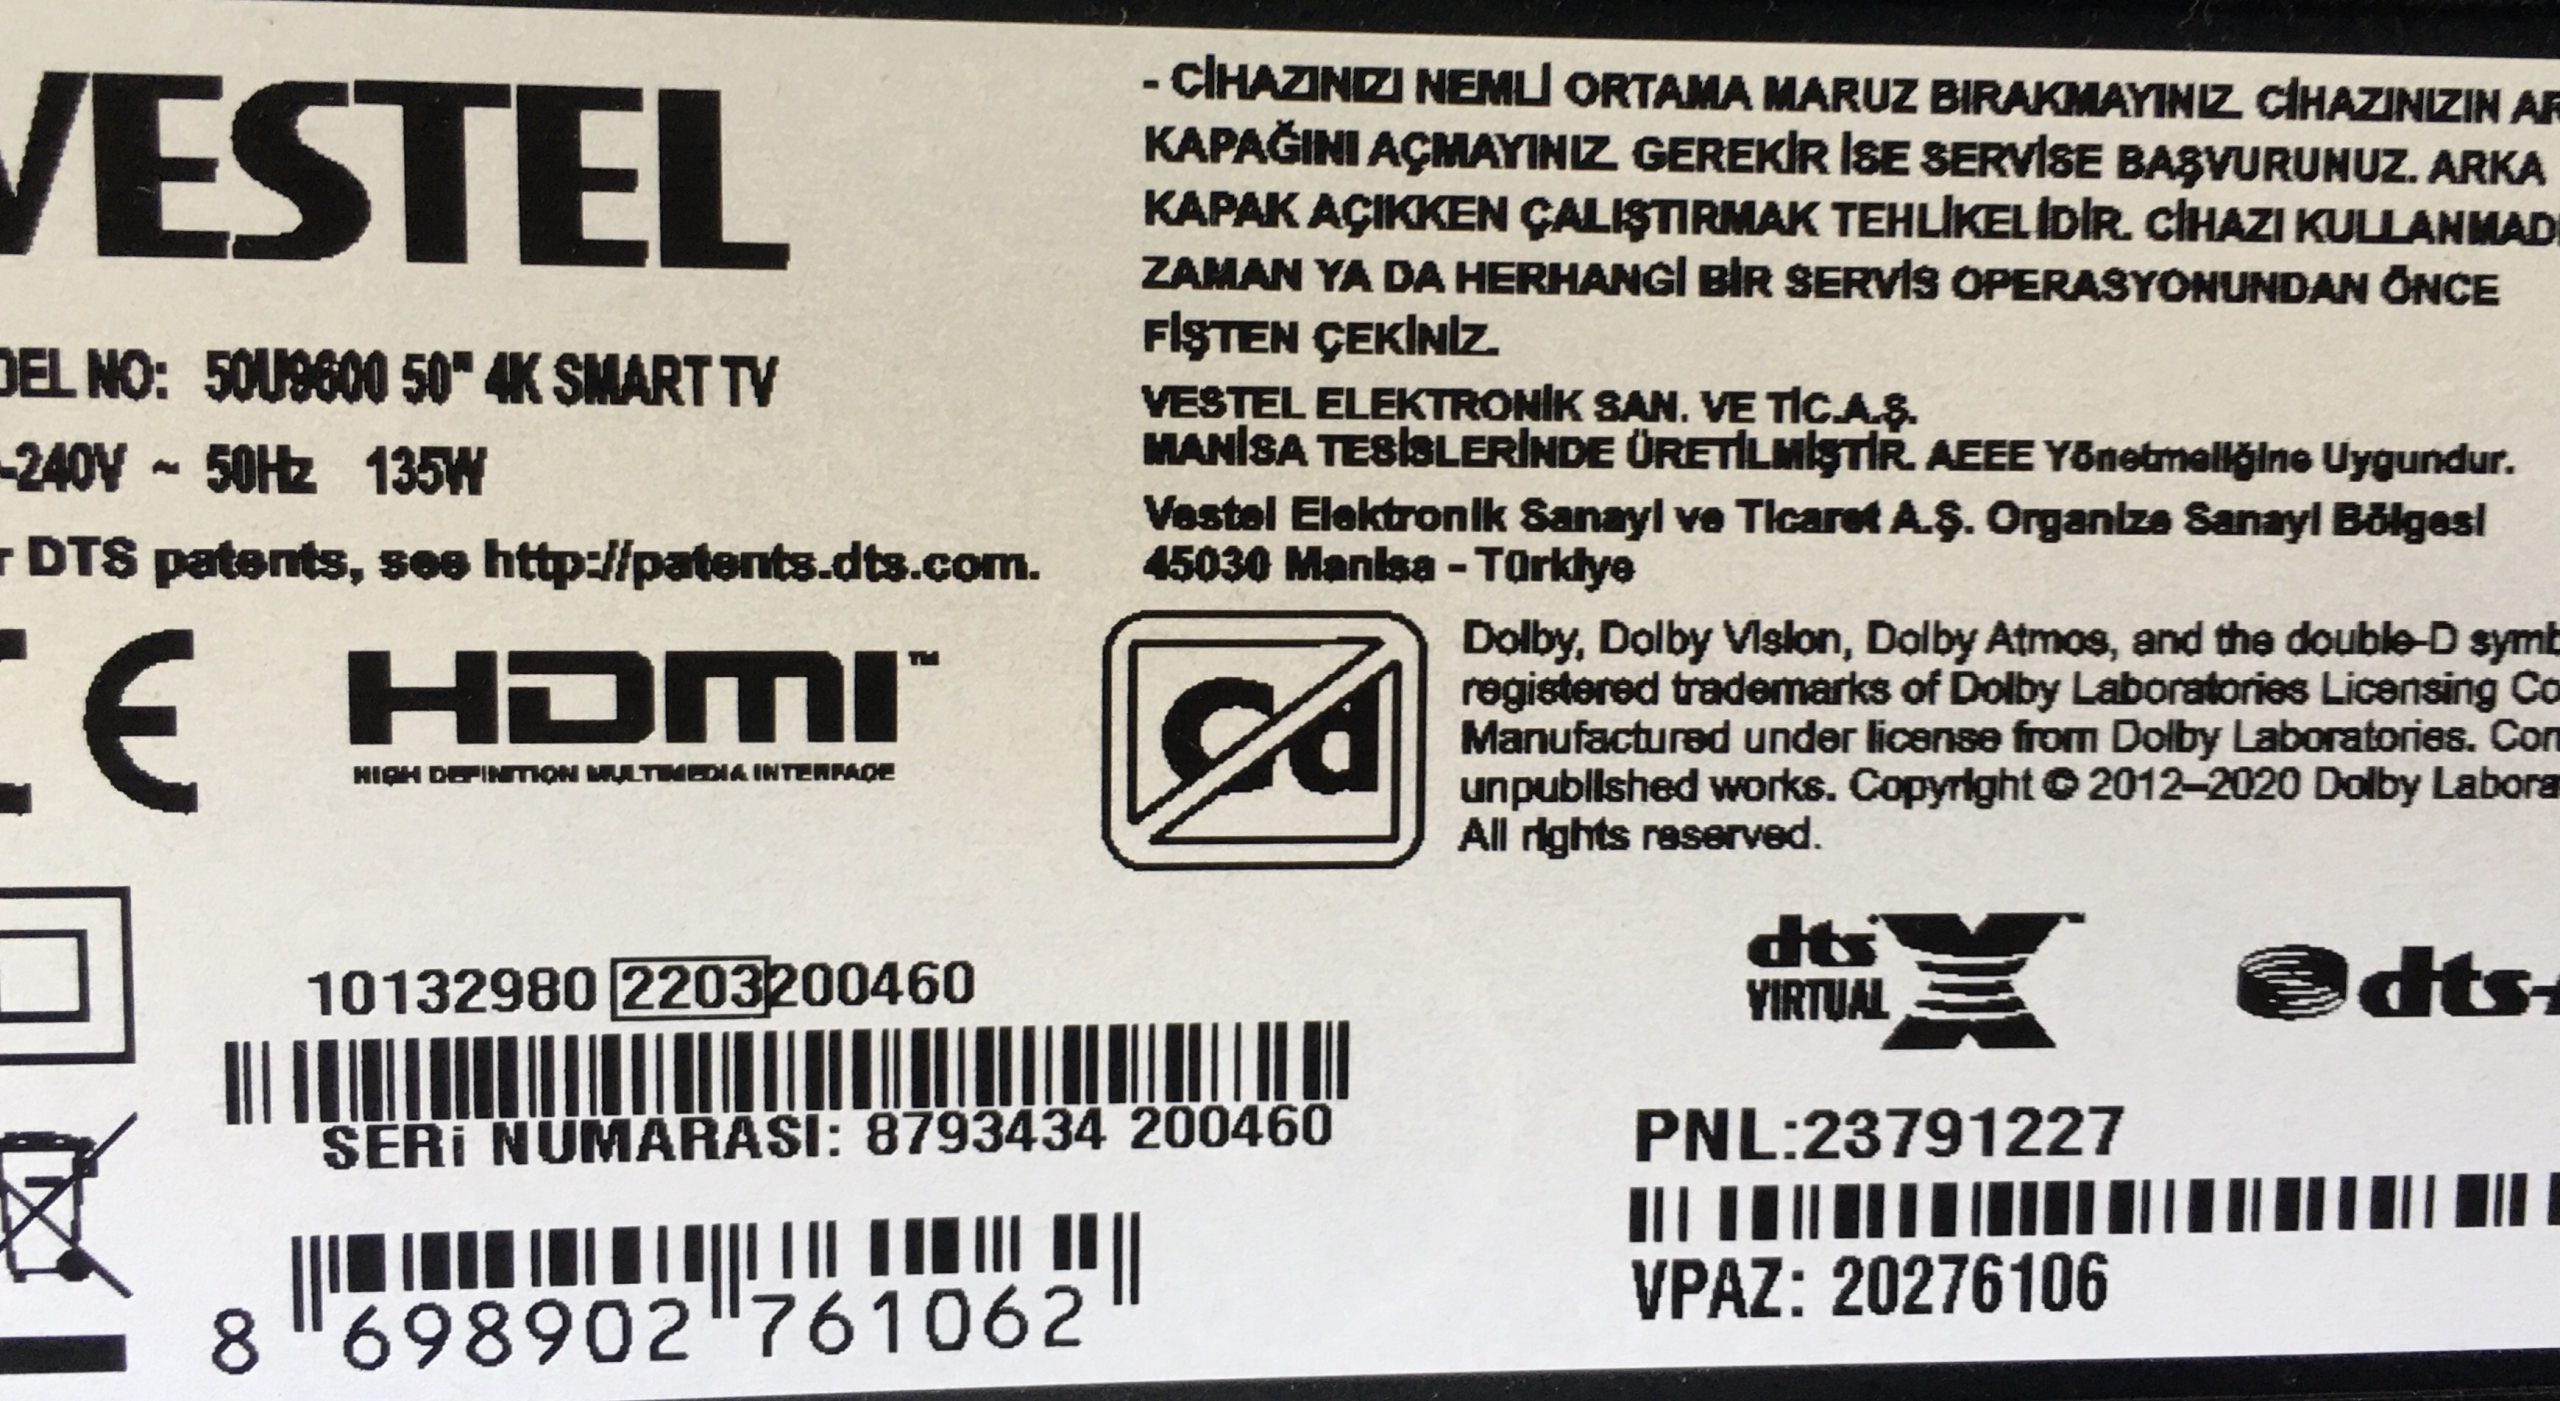 VESTEL
DEL NO: 50U9600 50" 4K SMART TV
-240V ~ 50Hz 135W
r DTS patents, see http://patents.dts.com.
CE
HDMI™
HIGH DEFINITION MULTIMEDIA INTERFACE
10132980 2203200460
SERi NUMARASI: 8793434 200460
8 698902 761062
- CİHAZINIZI NEMLİ ORTAMA MARUZ BIRAKMAYINIZ. CİHAZINIZIN AR
KAPAĞINI AÇMAYINIZ. GEREKİR İSE SERVİSE BAŞVURUNUZ. ARKA
KAPAK AÇIKKEN ÇALIŞTIRMAK TEHLİKELİDİR. CİHAZI KULLANMADI
ZAMAN YA DA HERHANGİ BİR SERVİS OPERASYONUNDAN ÖNCE
FİŞTEN ÇEKİNİZ.
VESTEL ELEKTRONİK SAN. VE TİC.A.Ş.
MANİSA TESİSLERİNDE ÜRETİLMİŞTİR. AEEE Yönetmeliğine Uygundur.
Vestel Elektronik Sanayi ve Ticaret A.Ş. Organize Sanayi Bölgesi
45030 Manisa - Türkiye
Dolby, Dolby Vision, Dolby Atmos, and the double-D symb
registered trademarks of Dolby Laboratories Licensing Co
Manufactured under license from Dolby Laboratories. Con
unpublished works. Copyright © 2012–2020 Dolby Labora
All rights reserved.
dts X™
VIRTUAL
dts-
PNL:23791227
VPAZ: 20276106